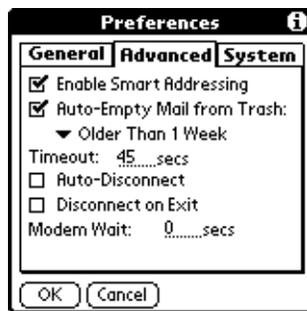 Preferences
General Advanced System
Enable Smart Addressing
Auto-Empty Mail from Trash:
Older Than 1 Week
Timeout: 45 secs
Auto-Disconnect
Disconnect on Exit
Modem Wait: 0 secs
OK Cancel